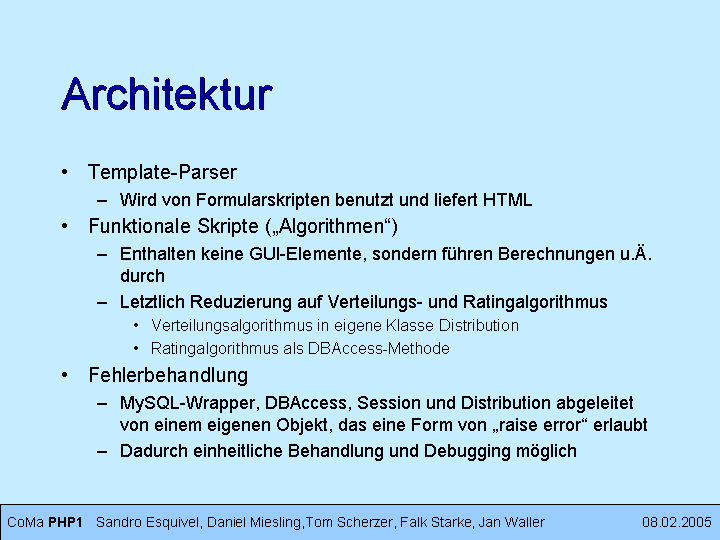 Architektur
• Template-Parser
– Wird von Formularskripten benutzt und liefert HTML
• Funktionale Skripte („Algorithmen“)
– Enthalten keine GUI-Elemente, sondern führen Berechnungen u.Ä.
durch
– Letztlich Reduzierung auf Verteilungs- und Ratingalgorithmus
• Verteilungsalgorithmus in eigene Klasse Distribution
• Ratingalgorithmus als DBAccess-Methode
• Fehlerbehandlung
– MySQL-Wrapper, DBAccess, Session und Distribution abgeleitet
von einem eigenen Objekt, das eine Form von „raise error“ erlaubt
– Dadurch einheitliche Behandlung und Debugging möglich
CoMa PHP1 Sandro Esquivel, Daniel Miesling,Tom Scherzer, Falk Starke, Jan Waller 08.02.2005